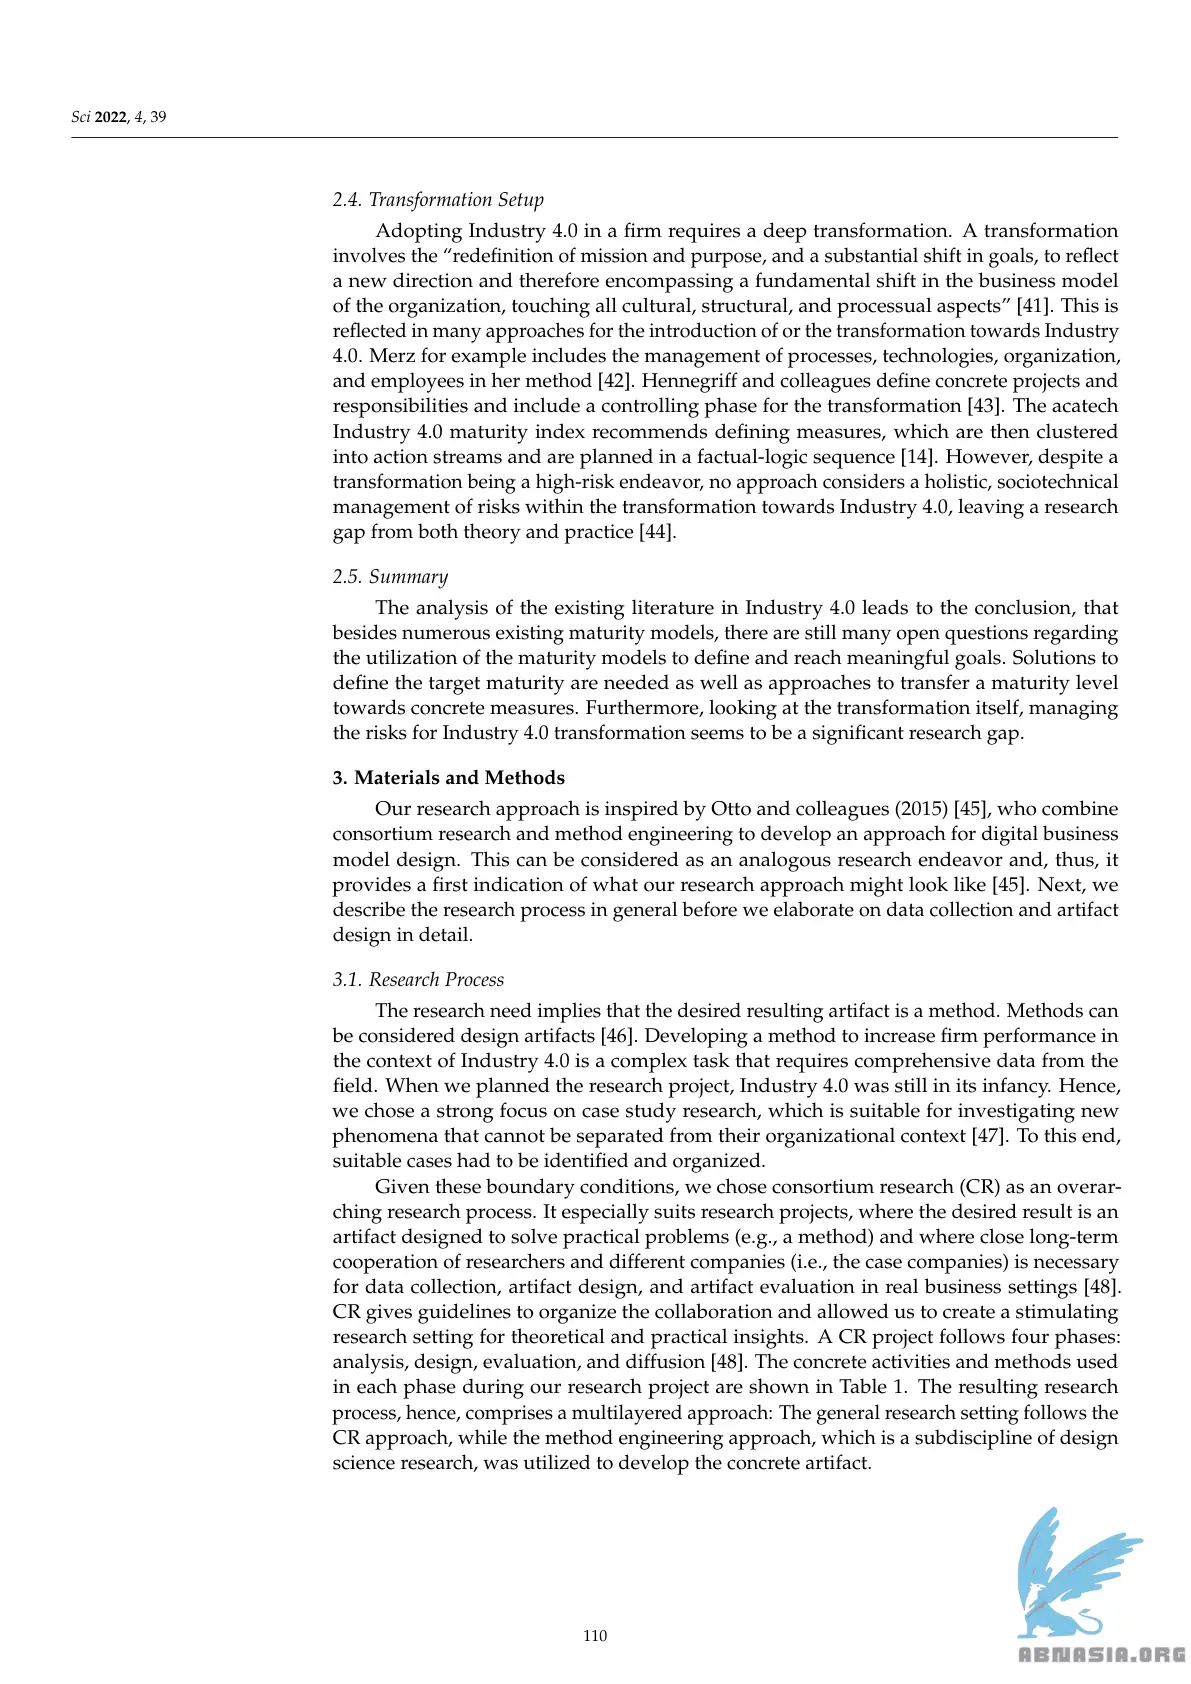 Sci 2022, 4, 39
2.4. Transformation Setup
Adopting Industry 4.0 in a firm requires a deep transformation. A transformation
involves the “redefinition of mission and purpose, and a substantial shift in goals, to reflect
a new direction and therefore encompassing a fundamental shift in the business model
of the organization, touching all cultural, structural, and processual aspects” [41]. This is
reflected in many approaches for the introduction of or the transformation towards Industry
4.0. Merz for example includes the management of processes, technologies, organization,
and employees in her method [42]. Hennegriff and colleagues define concrete projects and
responsibilities and include a controlling phase for the transformation [43]. The acatech
Industry 4.0 maturity index recommends defining measures, which are then clustered
into action streams and are planned in a factual-logic sequence [14]. However, despite a
transformation being a high-risk endeavor, no approach considers a holistic, sociotechnical
management of risks within the transformation towards Industry 4.0, leaving a research
gap from both theory and practice [44].
2.5. Summary
The analysis of the existing literature in Industry 4.0 leads to the conclusion, that
besides numerous existing maturity models, there are still many open questions regarding
the utilization of the maturity models to define and reach meaningful goals. Solutions to
define the target maturity are needed as well as approaches to transfer a maturity level
towards concrete measures. Furthermore, looking at the transformation itself, managing
the risks for Industry 4.0 transformation seems to be a significant research gap.
3. Materials and Methods
Our research approach is inspired by Otto and colleagues (2015) [45], who combine
consortium research and method engineering to develop an approach for digital business
model design. This can be considered as an analogous research endeavor and, thus, it
provides a first indication of what our research approach might look like [45]. Next, we
describe the research process in general before we elaborate on data collection and artifact
design in detail.
3.1. Research Process
The research need implies that the desired resulting artifact is a method. Methods can
be considered design artifacts [46]. Developing a method to increase firm performance in
the context of Industry 4.0 is a complex task that requires comprehensive data from the
field. When we planned the research project, Industry 4.0 was still in its infancy. Hence,
we chose a strong focus on case study research, which is suitable for investigating new
phenomena that cannot be separated from their organizational context [47]. To this end,
suitable cases had to be identified and organized.
Given these boundary conditions, we chose consortium research (CR) as an overar-
ching research process. It especially suits research projects, where the desired result is an
artifact designed to solve practical problems (e.g., a method) and where close long-term
cooperation of researchers and different companies (i.e., the case companies) is necessary
for data collection, artifact design, and artifact evaluation in real business settings [48].
CR gives guidelines to organize the collaboration and allowed us to create a stimulating
research setting for theoretical and practical insights. A CR project follows four phases:
analysis, design, evaluation, and diffusion [48]. The concrete activities and methods used
in each phase during our research project are shown in Table 1. The resulting research
process, hence, comprises a multilayered approach: The general research setting follows the
CR approach, while the method engineering approach, which is a subdiscipline of design
science research, was utilized to develop the concrete artifact.
110
ABNASIA.ORG